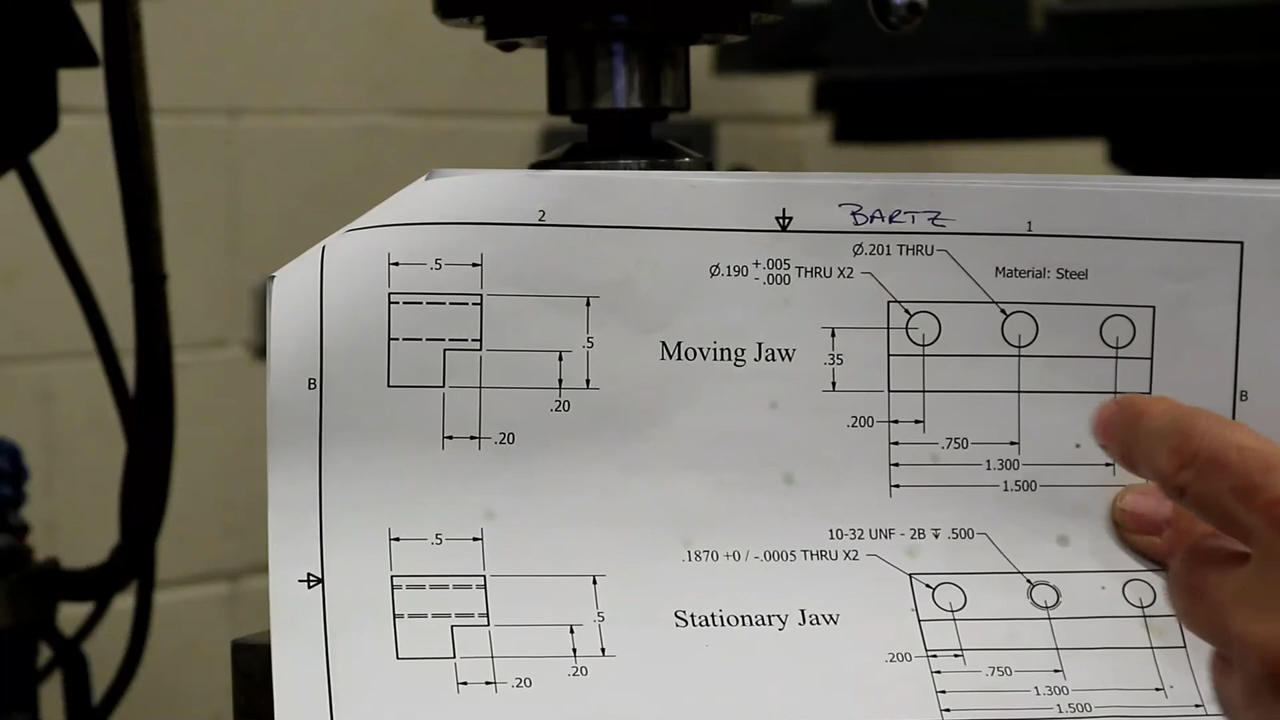 2
BARTZ
1
Ø.201 THRU
Ø.190 +.005 -.000 THRU X2
Material: Steel
.5
.5
.20
.20
Moving Jaw
.35
.200
.750
1.300
1.500
B
B
10-32 UNF - 2B ↧ .500
.1870 +0 / -.0005 THRU X2
.5
.5
.20
.20
Stationary Jaw
.200
.750
1.300
1.500